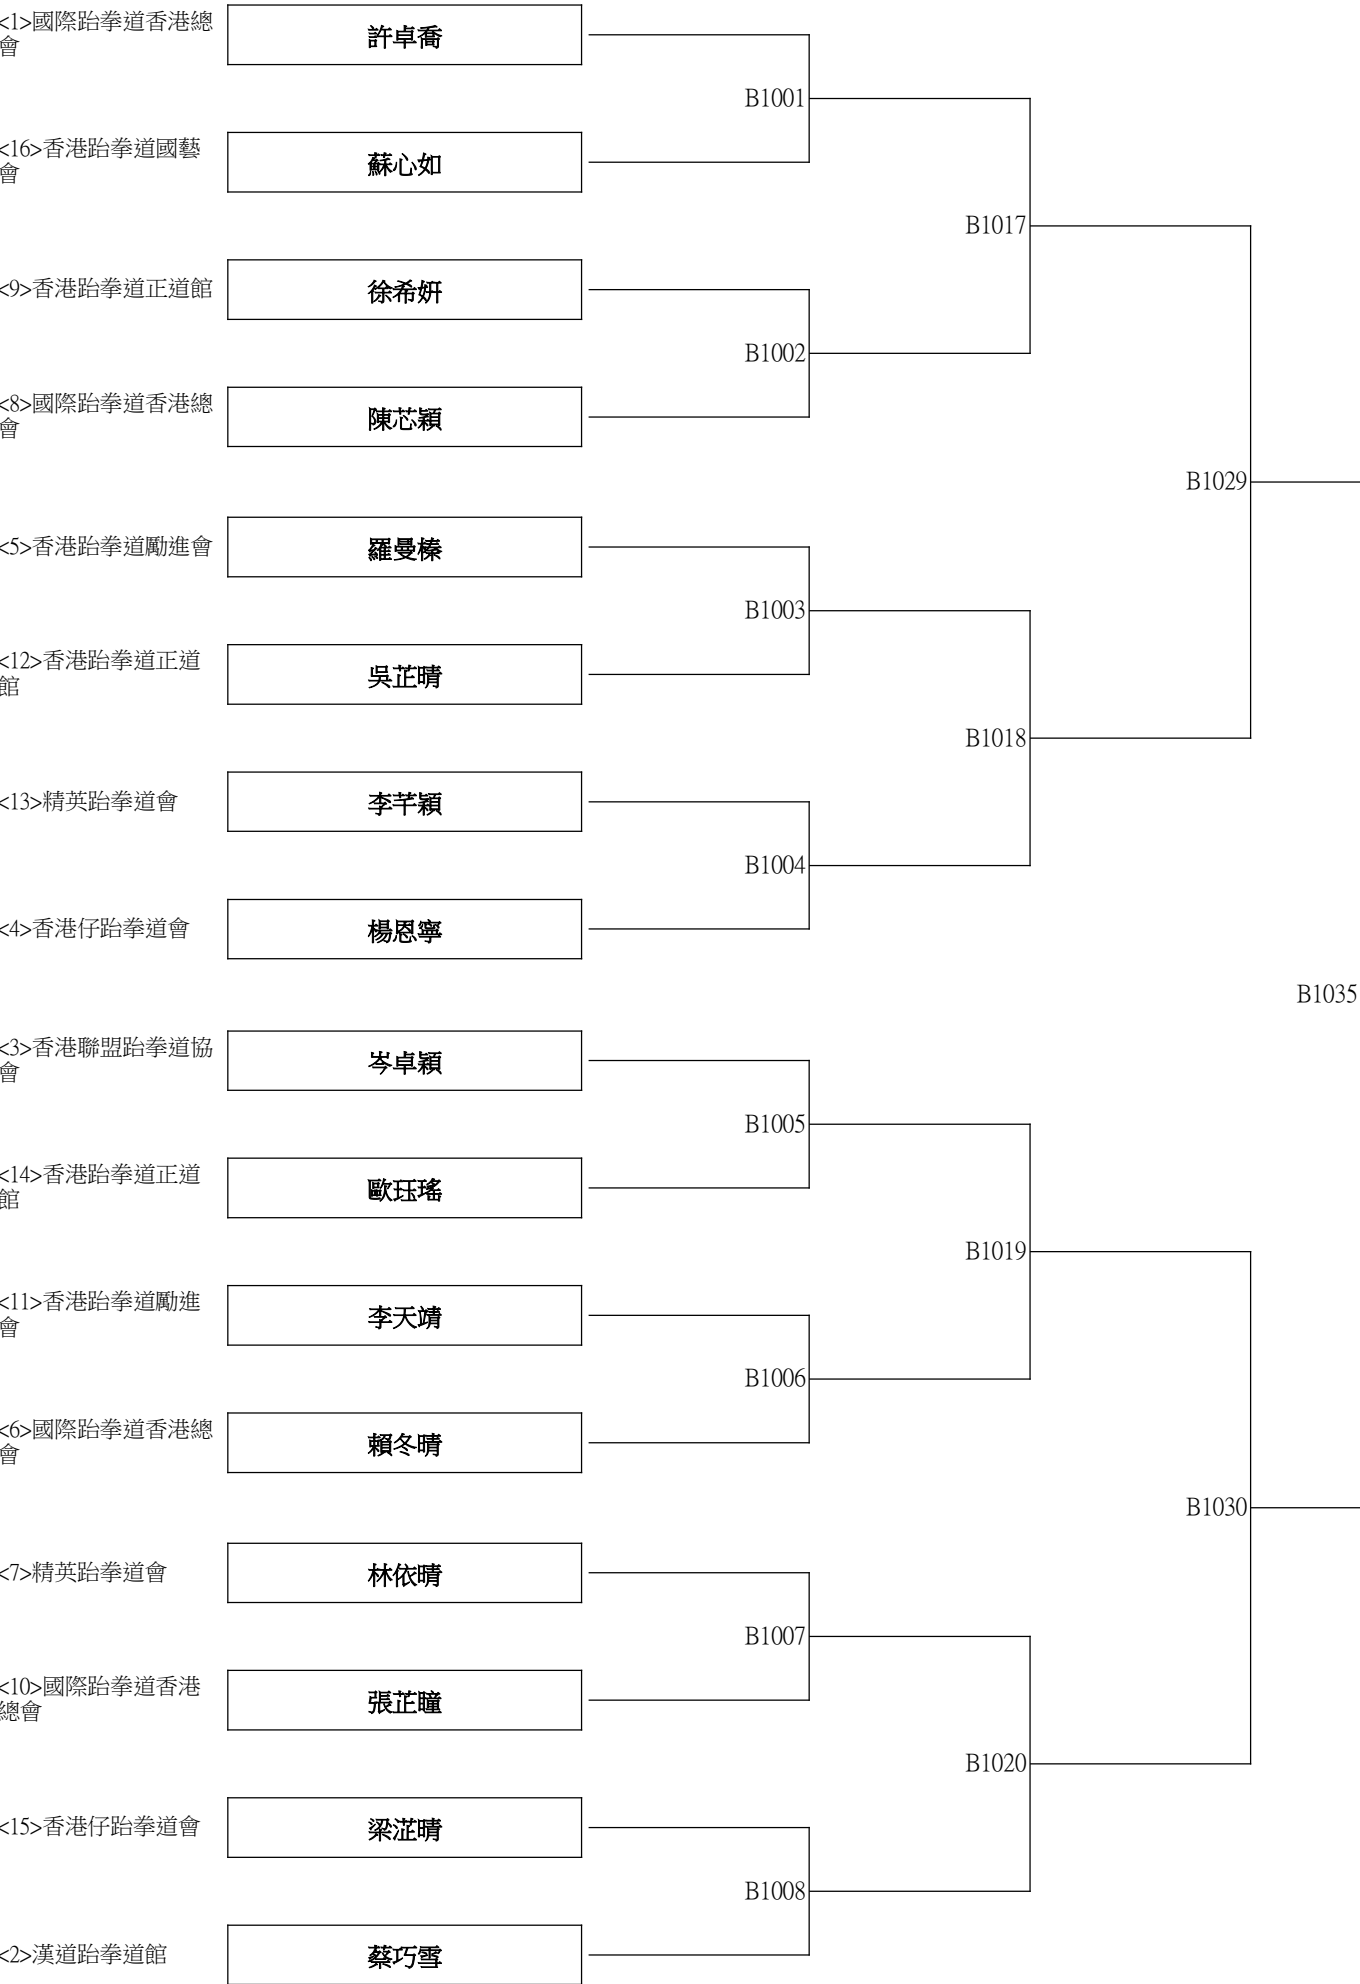 <1>國際跆拳道香港總
會
許卓喬
B1001
<16>香港跆拳道國藝
會
蘇心如
B1017
<9>香港跆拳道正道館
徐希妍
B1002
<8>國際跆拳道香港總
會
陳芯穎
B1029
<5>香港跆拳道勵進會
羅曼榛
B1003
<12>香港跆拳道正道
館
吳芷晴
B1018
<13>精英跆拳道會
李芊穎
B1004
<4>香港仔跆拳道會
楊恩寧
B1035
<3>香港聯盟跆拳道協
會
岑卓穎
B1005
<14>香港跆拳道正道
館
歐玨瑤
B1019
<11>香港跆拳道勵進
會
李天靖
B1006
<6>國際跆拳道香港總
會
賴冬晴
B1030
<7>精英跆拳道會
林依晴
B1007
<10>國際跆拳道香港
總會
張芷瞳
B1020
<15>香港仔跆拳道會
梁淽晴
B1008
<2>漢道跆拳道館
蔡巧雪